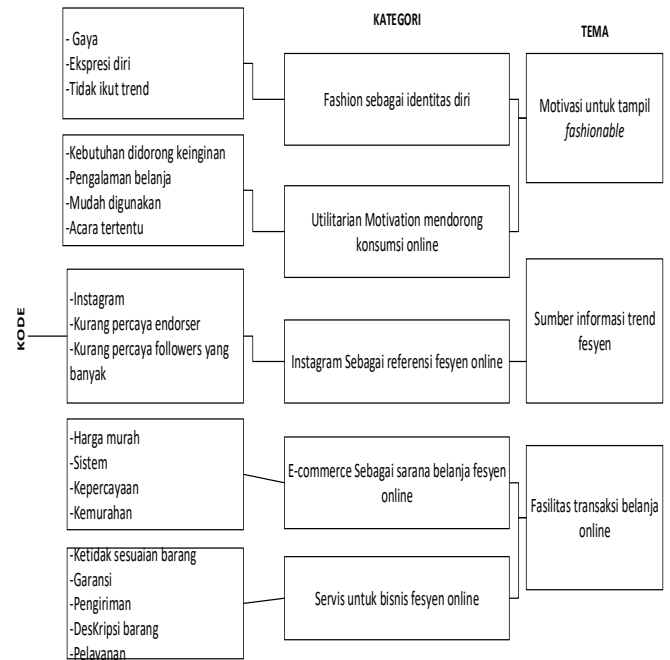 KATEGORI
TEMA
KODE
- Gaya
-Ekspresi diri
-Tidak ikut trend
Fashion sebagai identitas diri
Motivasi untuk tampil
fashionable
-Kebutuhan didorong keinginan
-Pengalaman belanja
-Mudah digunakan
-Acara tertentu
Utilitarian Motivation mendorong
konsumsi online
-Instagram
-Kurang percaya endorser
-Kurang percaya followers yang
banyak
Instagram Sebagai referensi fesyen online
Sumber informasi trend
fesyen
-Harga murah
-Sistem
-Kepercayaan
-Kemurahan
E-commerce Sebagai sarana belanja fesyen
online
Fasilitas transaksi belanja
online
-Ketidak sesuaian barang
-Garansi
-Pengiriman
-DesKripsi barang
-Pelayanan
Servis untuk bisnis fesyen online